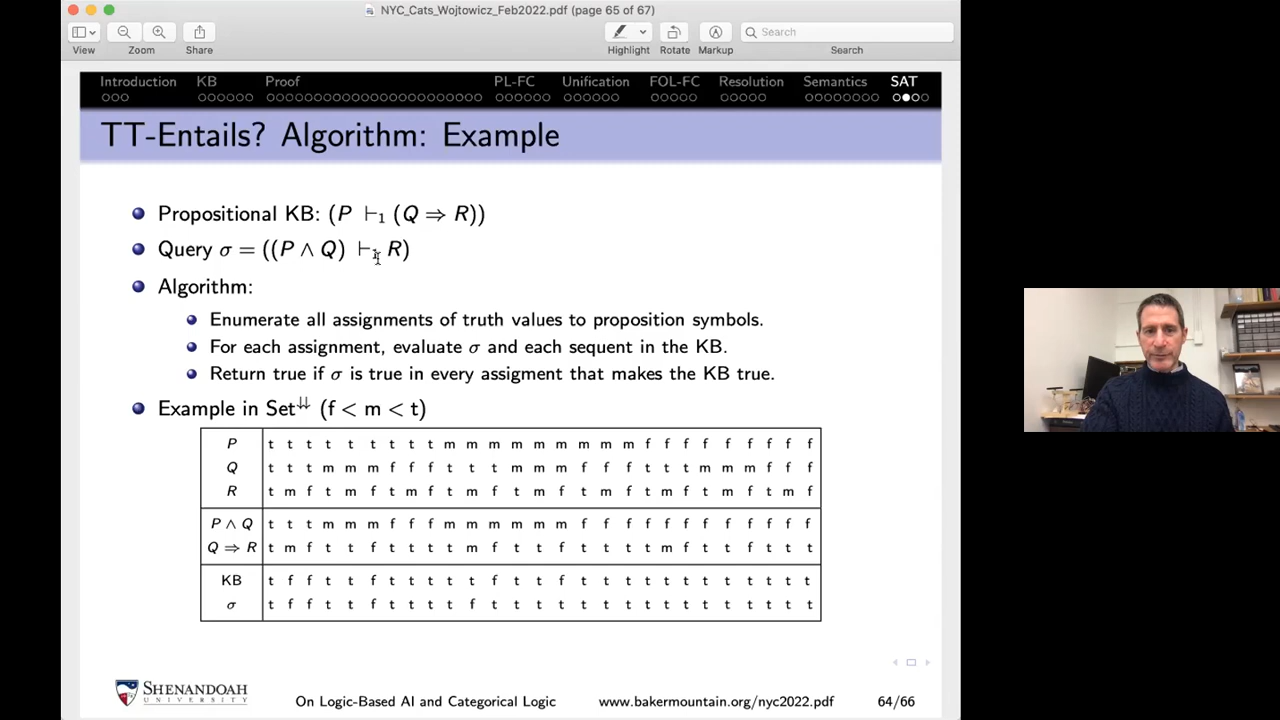 NYC_Cats_Wojtowicz_Feb2022.pdf (page 65 of 67)
View Zoom Share Highlight Rotate Markup Search
Search
Introduction KB Proof PL-FC Unification FOL-FC Resolution Semantics SAT
TT-Entails? Algorithm: Example
Propositional KB: (P ⊢₁ (Q ⇒ R))
Query σ = ((P ∧ Q) ⊢₁ R)
Algorithm:
Enumerate all assignments of truth values to proposition symbols.
For each assignment, evaluate σ and each sequent in the KB.
Return true if σ is true in every assigment that makes the KB true.
Example in Set⇊ (f < m < t)
P t t t t t t t t t m m m m m m m m m f f f f f f f f f
Q t t t m m m f f f t t t m m m f f f t t t m m m f f f
R t m f t m f t m f t m f t m f t m f t m f t m f t m f
P ∧ Q t t t m m m f f f m m m m m m f f f f f f f f f f f f
Q ⇒ R t m f t t f t t t t m f t t f t t t t m f t t f t t t
KB t f f t t f t t t t t f t t f t t t t t t t t t t t t
σ t f f t t f t t t t f t t t t t t t t t t t t t t t t
SHENANDOAH
UNIVERSITY
On Logic-Based AI and Categorical Logic www.bakermountain.org/nyc2022.pdf 64/66